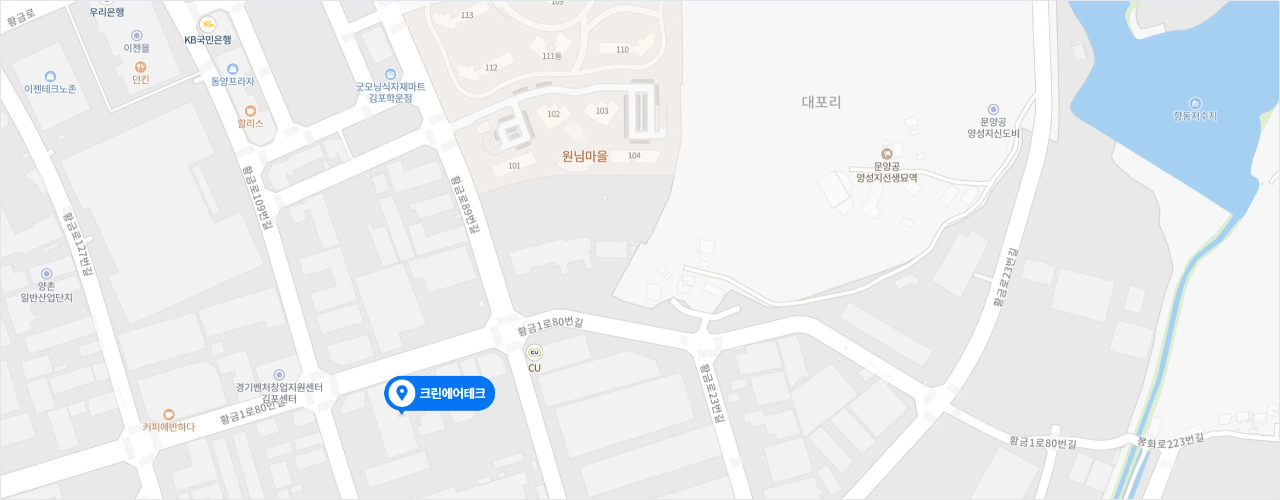 황금로
우리은행
KB국민은행
이젠몰
던킨
동양프라자
이젠테크노존
할리스
굿모닝식자재마트
김포학운점
113
109
111동
110
112
102
103
101
104
원님마을
대포리
문양공
양성지신도비
문양공
양성지선생묘역
향동저수지
황금로109번길
황금로89번길
황금로127번길
양촌
일반산업단지
황금로23번길
황금1로80번길
CU
CU
경기벤처창업지원센터
김포센터
크린에어테크
황금1로80번길
커피에반하다
황금로23번길
황금1로80번길
봉화로223번길